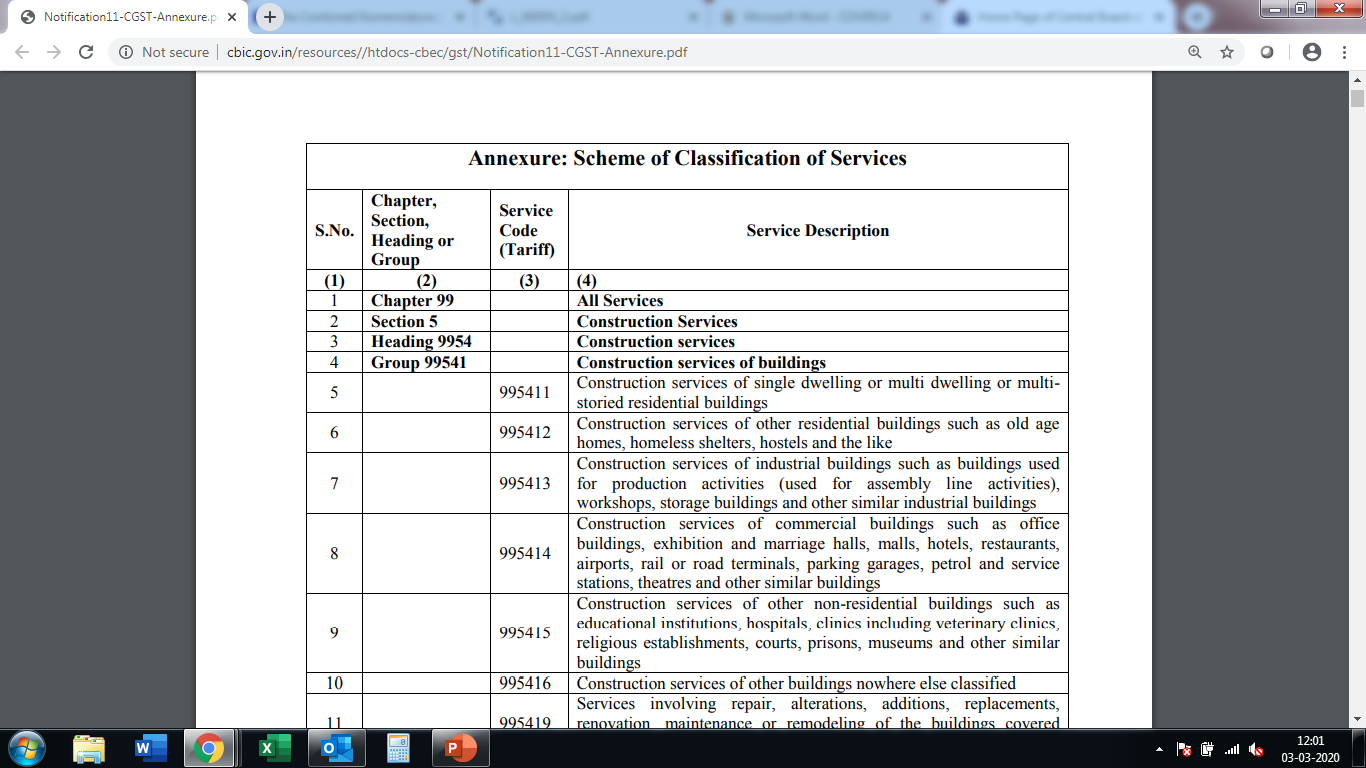 Notification11-CGST-Annexure.p
Not secure | cbic.gov.in/resources//htdocs-cbec/gst/Notification11-CGST-Annexure.pdf
Annexure: Scheme of Classification of Services
S.No. Chapter, Section, Heading or Group Service Code (Tariff) Service Description
(1) (2) (3) (4)
1 Chapter 99 All Services
2 Section 5 Construction Services
3 Heading 9954 Construction services
4 Group 99541 Construction services of buildings
5 995411 Construction services of single dwelling or multi dwelling or multi-
storied residential buildings
6 995412 Construction services of other residential buildings such as old age
homes, homeless shelters, hostels and the like
7 995413 Construction services of industrial buildings such as buildings used
for production activities (used for assembly line activities),
workshops, storage buildings and other similar industrial buildings
8 995414 Construction services of commercial buildings such as office
buildings, exhibition and marriage halls, malls, hotels, restaurants,
airports, rail or road terminals, parking garages, petrol and service
stations, theatres and other similar buildings
9 995415 Construction services of other non-residential buildings such as
educational institutions, hospitals, clinics including veterinary clinics,
religious establishments, courts, prisons, museums and other similar
buildings
10 995416 Construction services of other buildings nowhere else classified
11 995419 Services involving repair, alterations, additions, replacements,
renovation, maintenance or remodeling of the buildings covered
12:01
03-03-2020